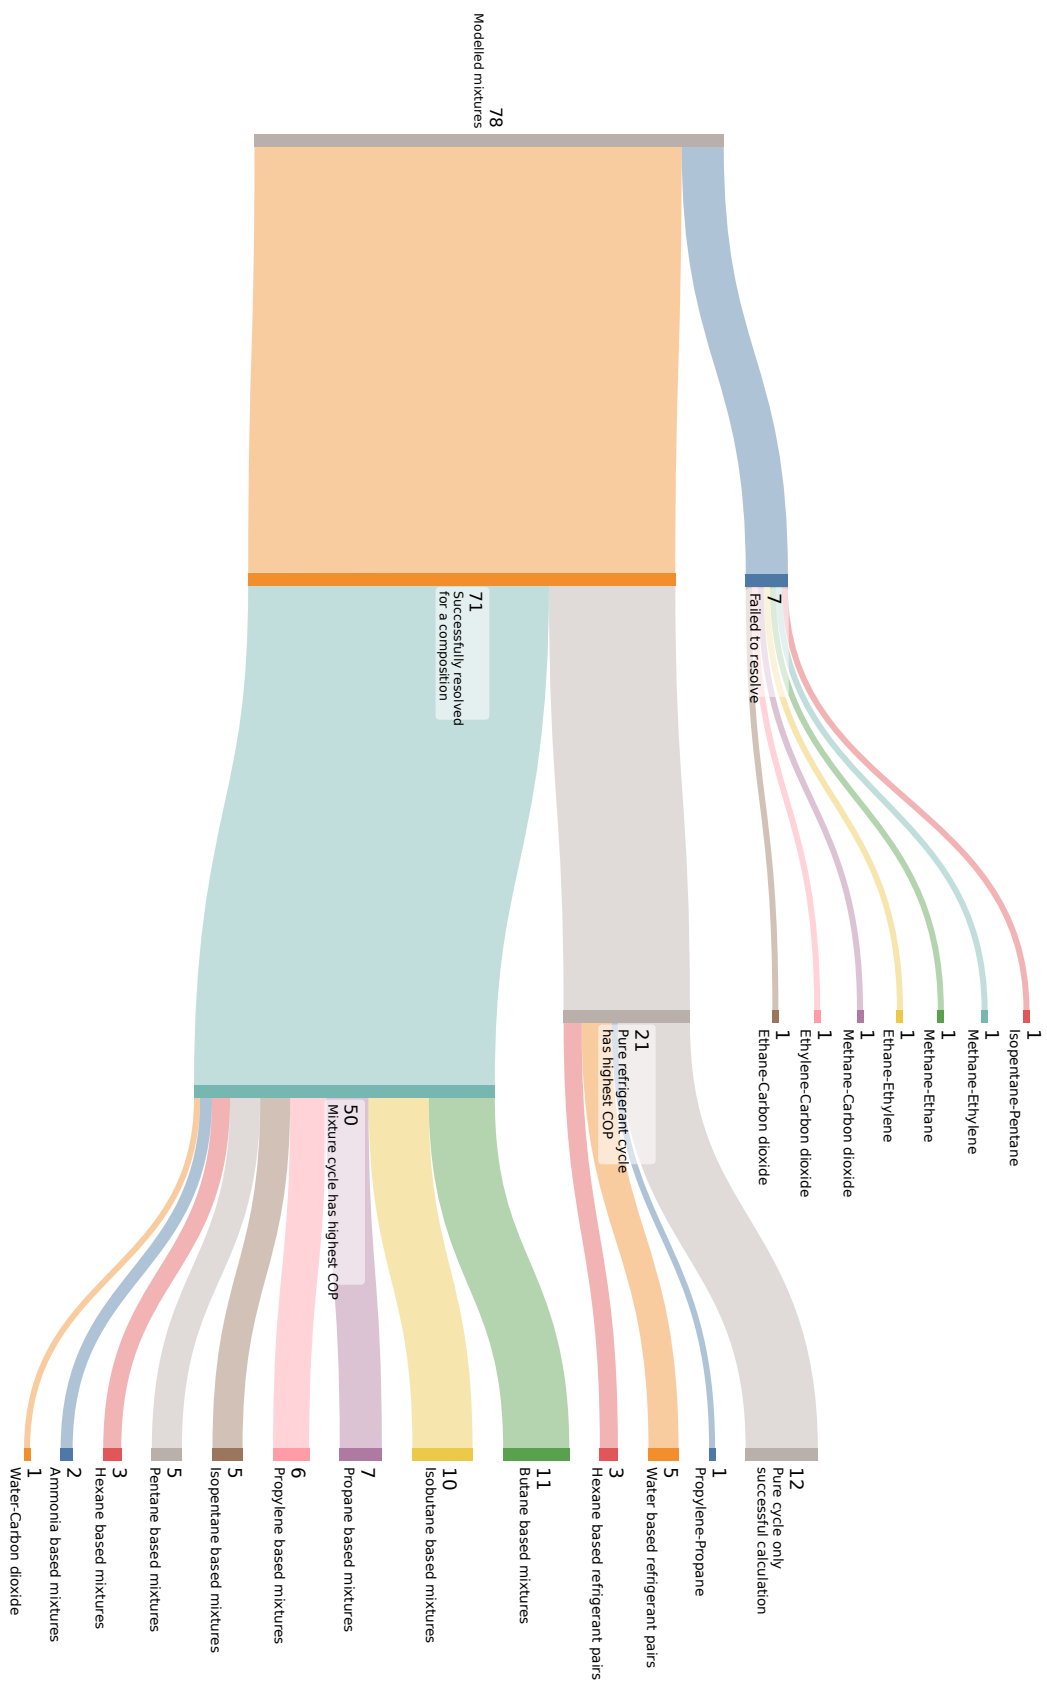 78
Modelled mixtures
7
Failed to resolve
71
Successfully resolved
for a composition
1
Isopentane-Pentane
1
Methane-Ethylene
1
Methane-Ethane
1
Ethane-Ethylene
1
Methane-Carbon dioxide
1
Ethylene-Carbon dioxide
1
Ethane-Carbon dioxide
21
Pure refrigerant cycle
has highest COP
50
Mixture cycle has highest COP
12
Pure cycle only
successful calculation
1
Propylene-Propane
5
Water based refrigerant pairs
3
Hexane based refrigerant pairs
11
Butane based mixtures
10
Isobutane based mixtures
7
Propane based mixtures
6
Propylene based mixtures
5
Isopentane based mixtures
5
Pentane based mixtures
3
Hexane based mixtures
2
Ammonia based mixtures
1
Water-Carbon dioxide